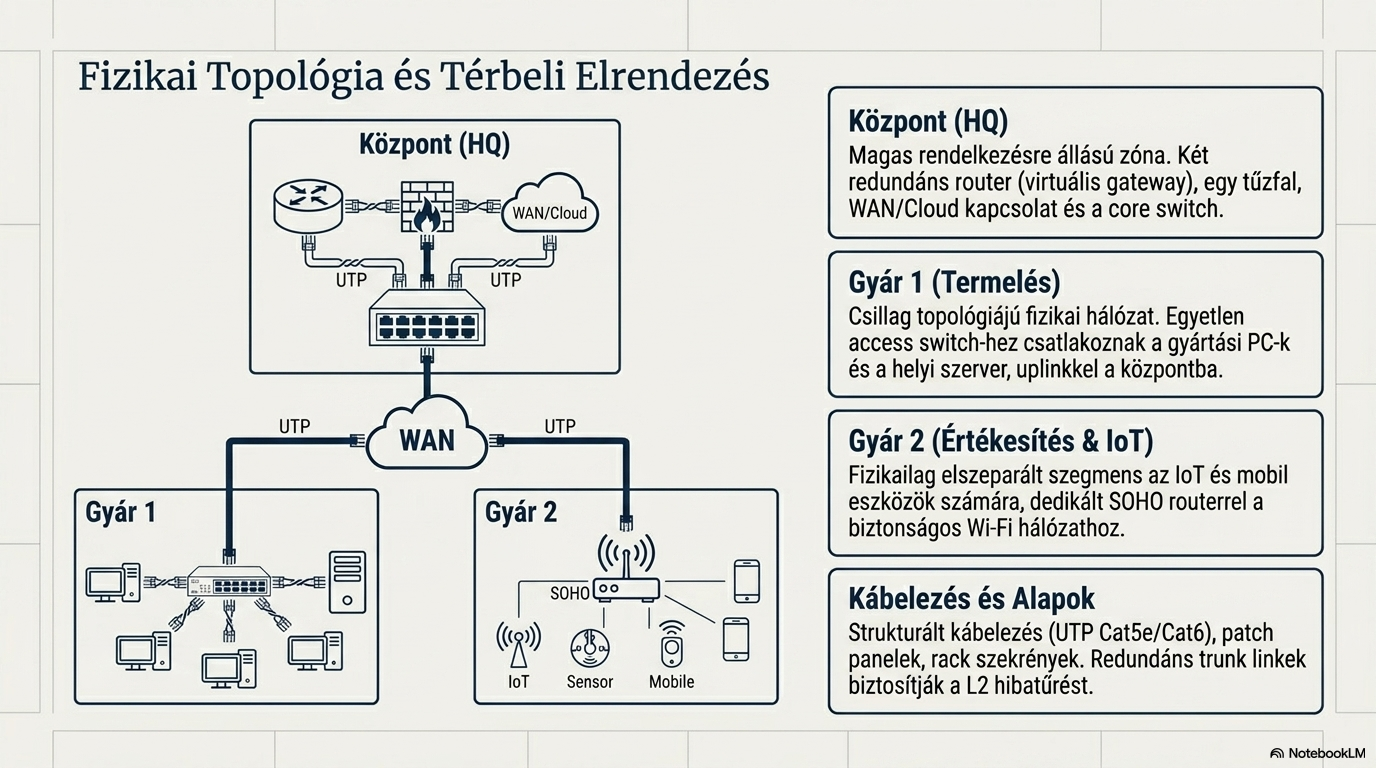 Fizikai Topológia és Térbeli Elrendezés
Központ (HQ)
WAN/Cloud
UTP
UTP
UTP
WAN
UTP
Gyár 1
Gyár 2
SOHO
IoT
Sensor
Mobile
Központ (HQ)
Magas rendelkezésre állású zóna. Két
redundáns router (virtuális gateway), egy tűzfal,
WAN/Cloud kapcsolat és a core switch.
Gyár 1 (Termelés)
Csillag topológiájú fizikai hálózat. Egyetlen
access switch-hez csatlakoznak a gyártási PC-k
és a helyi szerver, uplinkkel a központba.
Gyár 2 (Értékesítés & IoT)
Fizikailag elszeparált szegmens az IoT és mobil
eszközök számára, dedikált SOHO routerrel a
biztonságos Wi-Fi hálózathoz.
Kábelezés és Alapok
Strukturált kábelezés (UTP Cat5e/Cat6), patch
panelek, rack szekrények. Redundáns trunk linkek
biztosítják a L2 hibatűrést.
NotebookLM